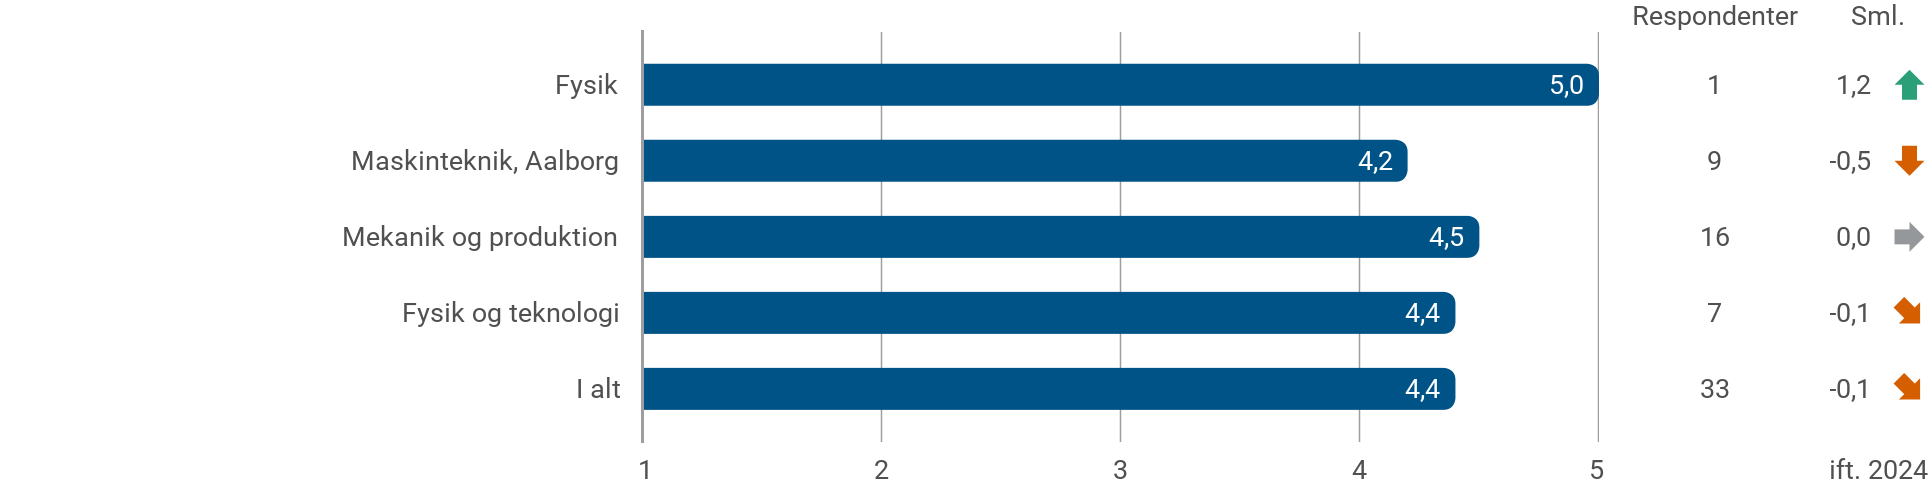 Respondenter Sml.
Fysik 5,0 1 1,2
Maskinteknik, Aalborg 4,2 9 -0,5
Mekanik og produktion 4,5 16 0,0
Fysik og teknologi 4,4 7 -0,1
I alt 4,4 33 -0,1
1 2 3 4 5 ift. 2024